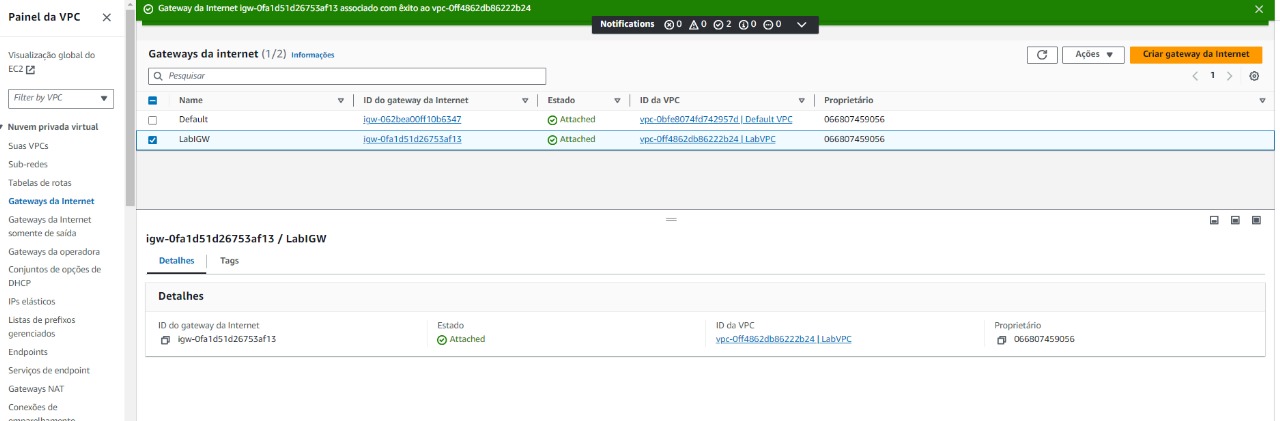 Painel da VPC
Gateway da Internet igw-0fa1d51d26753af13 associado com êxito ao vpc-0ff4862db86222b24
Notifications 0 0 2 0 0
Visualização global do
EC2
Filter by VPC
Nuvem privada virtual
Suas VPCs
Sub-redes
Tabelas de rotas
Gateways da Internet
Gateways da Internet
somente de saída
Gateways da operadora
Conjuntos de opções de
DHCP
IPs elásticos
Listas de prefixos
gerenciados
Endpoints
Serviços de endpoint
Gateways NAT
Conexões de
emparelhamento
Gateways da internet (1/2) Informações
Ações
Criar gateway da Internet
Pesquisar
1
Name ID do gateway da Internet Estado ID da VPC Proprietário
Default igw-062bea00ff10b6347 Attached vpc-0bfe8074fd742957d | Default VPC 066807459056
LabIGW igw-0fa1d51d26753af13 Attached vpc-0ff4862db86222b24 | LabVPC 066807459056
igw-0fa1d51d26753af13 / LabIGW
Detalhes Tags
Detalhes
ID do gateway da Internet Estado ID da VPC Proprietário
igw-0fa1d51d26753af13 Attached vpc-0ff4862db86222b24 | LabVPC 066807459056